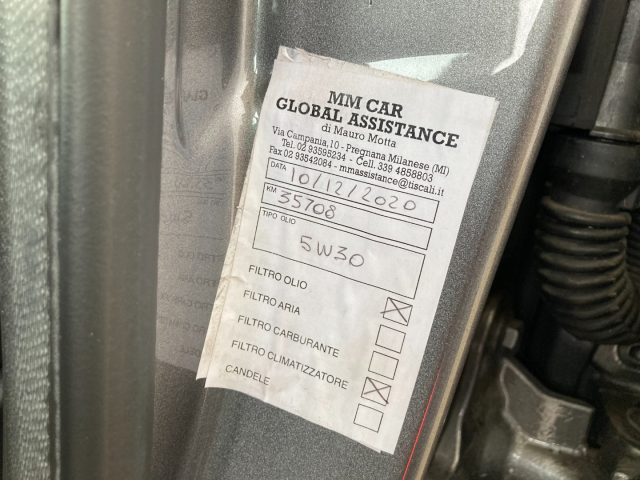 MM CAR
GLOBAL ASSISTANCE
di Mauro Motta
Via Campania,10 - Pregnana Milanese (MI)
Tel. 02 93595234 - Cell. 339 4858803
Fax 02 93542084 - mmassistance@tiscali.it
DATA 10/12/2020
KM 35708
TIPO OLIO
5W30
FILTRO OLIO
FILTRO ARIA
FILTRO CARBURANTE
FILTRO CLIMATIZZATORE
CANDELE